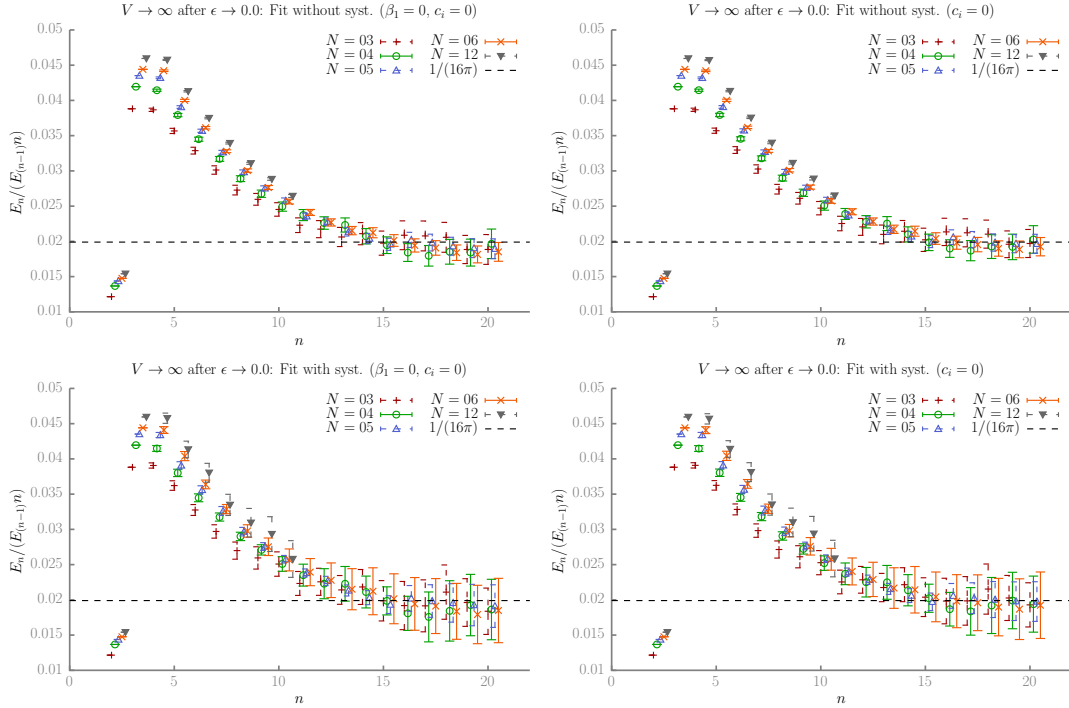 V → ∞ after ϵ → 0.0: Fit without syst. (β₁ = 0, cᵢ = 0)
0.05
0.045
0.04
0.035
0.03
0.025
0.02
0.015
0.01
Eₙ/(E₍ₙ₋₁₎n)
N = 03
N = 04
N = 05
N = 06
N = 12
1/(16π)
0 5 10 15 20
n
V → ∞ after ϵ → 0.0: Fit without syst. (cᵢ = 0)
0.05
0.045
0.04
0.035
0.03
0.025
0.02
0.015
0.01
Eₙ/(E₍ₙ₋₁₎n)
N = 03
N = 04
N = 05
N = 06
N = 12
1/(16π)
0 5 10 15 20
n
V → ∞ after ϵ → 0.0: Fit with syst. (β₁ = 0, cᵢ = 0)
0.05
0.045
0.04
0.035
0.03
0.025
0.02
0.015
0.01
Eₙ/(E₍ₙ₋₁₎n)
N = 03
N = 04
N = 05
N = 06
N = 12
1/(16π)
0 5 10 15 20
n
V → ∞ after ϵ → 0.0: Fit with syst. (cᵢ = 0)
0.05
0.045
0.04
0.035
0.03
0.025
0.02
0.015
0.01
Eₙ/(E₍ₙ₋₁₎n)
N = 03
N = 04
N = 05
N = 06
N = 12
1/(16π)
0 5 10 15 20
n